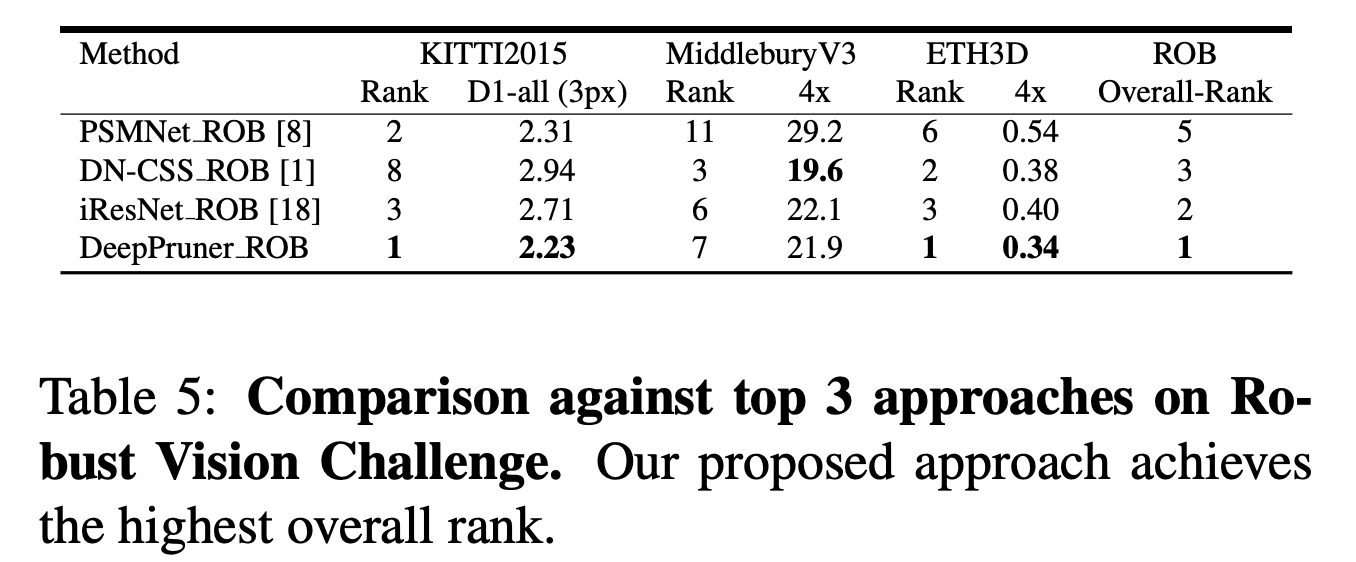 Method KITTI2015 MiddleburyV3 ETH3D ROB
Rank D1-all (3px) Rank 4x Rank 4x Overall-Rank
PSMNet_ROB [8] 2 2.31 11 29.2 6 0.54 5
DN-CSS_ROB [1] 8 2.94 3 19.6 2 0.38 3
iResNet_ROB [18] 3 2.71 6 22.1 3 0.40 2
DeepPruner_ROB 1 2.23 7 21.9 1 0.34 1
Table 5: Comparison against top 3 approaches on Ro-
bust Vision Challenge. Our proposed approach achieves
the highest overall rank.